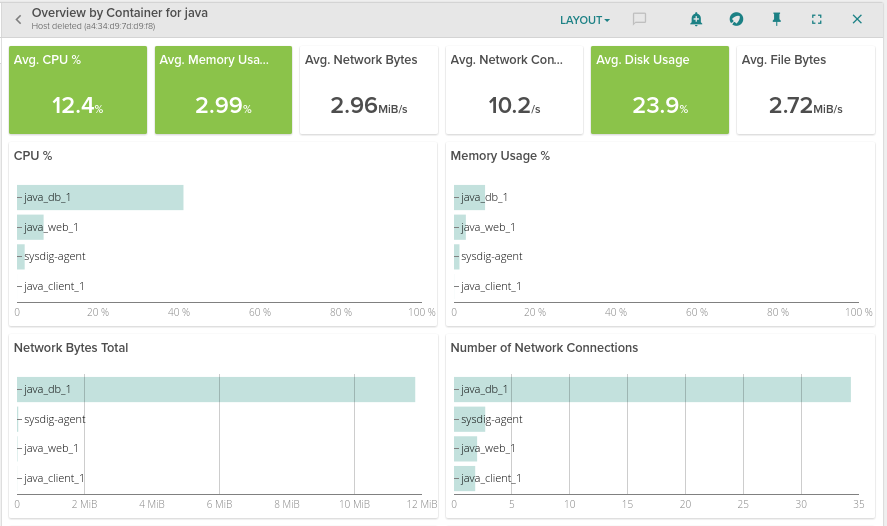 Overview by Container for java
Host deleted (a4:34:d9:7d:d9:f8)
LAYOUT
Avg. CPU %
12.4%
Avg. Memory Usa...
2.99%
Avg. Network Bytes
2.96MiB/s
Avg. Network Con...
10.2/s
Avg. Disk Usage
23.9%
Avg. File Bytes
2.72MiB/s
CPU %
java_db_1
java_web_1
sysdig-agent
java_client_1
0 20 % 40 % 60 % 80 % 100 %
Memory Usage %
java_db_1
java_web_1
sysdig-agent
java_client_1
0 20 % 40 % 60 % 80 % 100 %
Network Bytes Total
java_db_1
sysdig-agent
java_web_1
java_client_1
0 2 MiB 4 MiB 6 MiB 8 MiB 10 MiB 12 MiB
Number of Network Connections
java_db_1
sysdig-agent
java_web_1
java_client_1
0 5 10 15 20 25 30 35